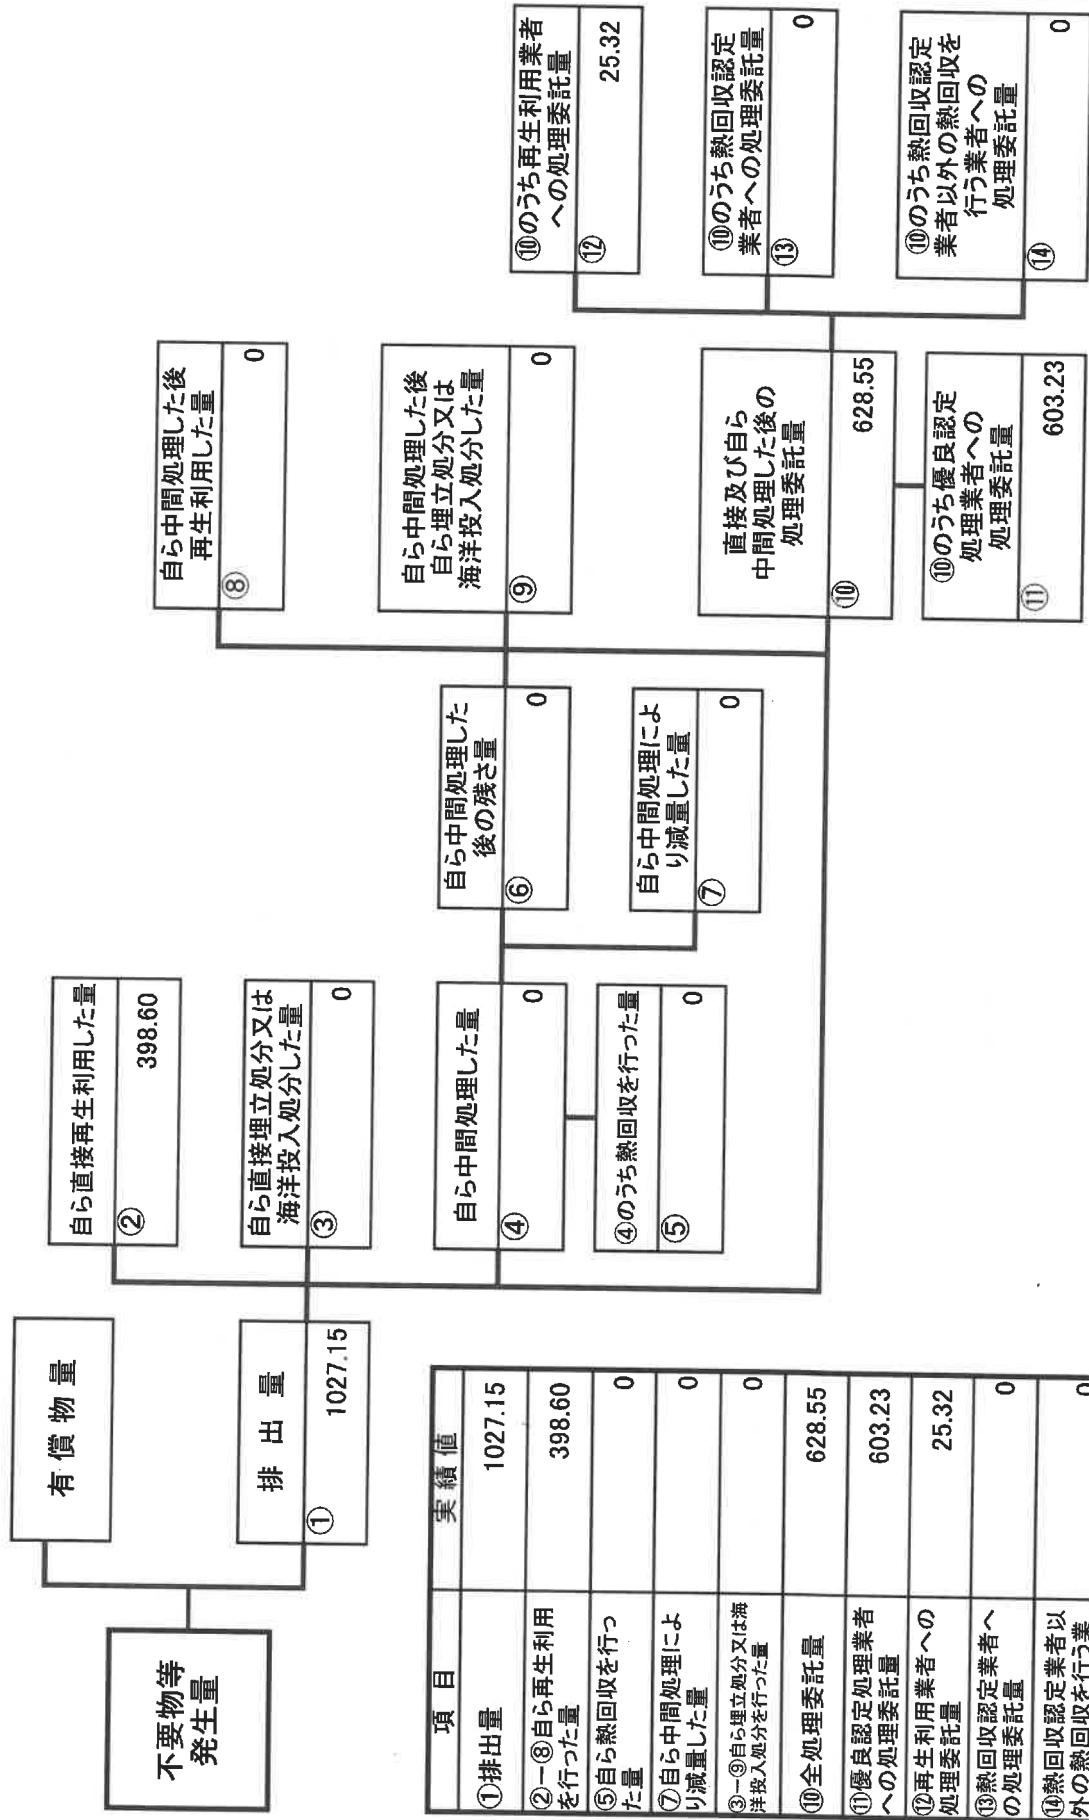 不要物等
発生量
有償物量
排出量
① 1027.15
自ら直接再生利用した量
② 398.60
自ら直接埋立処分又は
海洋投入処分した量
③ 0
自ら中間処理した量
④ 0
④のうち熱回収を行った量
⑤ 0
自ら中間処理した
後の残さ量
⑥ 0
自ら中間処理によ
り減量した量
⑦ 0
自ら中間処理した後
再生利用した量
⑧ 0
自ら中間処理した後
自ら埋立処分又は
海洋投入処分した量
⑨ 0
直接及び自ら
中間処理した後の
処理委託量
⑩ 628.55
⑩のうち優良認定
処理業者への
処理委託量
⑪ 603.23
⑩のうち再生利用業者
への処理委託量
⑫ 25.32
⑩のうち熱回収認定
業者への処理委託量
⑬ 0
⑩のうち熱回収認定
業者以外の熱回収を
行う業者への
処理委託量
⑭ 0
項目 実績値
①排出量 1027.15
②ー⑧自ら再生利用
を行った量 398.60
⑤自ら熱回収を行っ
た量 0
⑦自ら中間処理によ
り減量した量 0
③ー⑨自ら埋立処分又は海
洋投入処分を行った量 0
⑩全処理委託量 628.55
⑪優良認定処理業者
への処理委託量 603.23
⑫再生利用業者への
処理委託量 25.32
⑬熱回収認定業者へ
の処理委託量 0
⑭熱回収認定業者以
外の熱回収を行う業 0